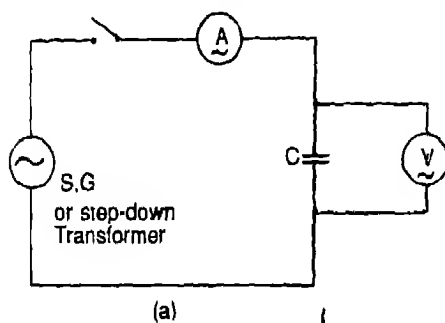 A
C
V
S,G
or step-down
Transformer
(a)